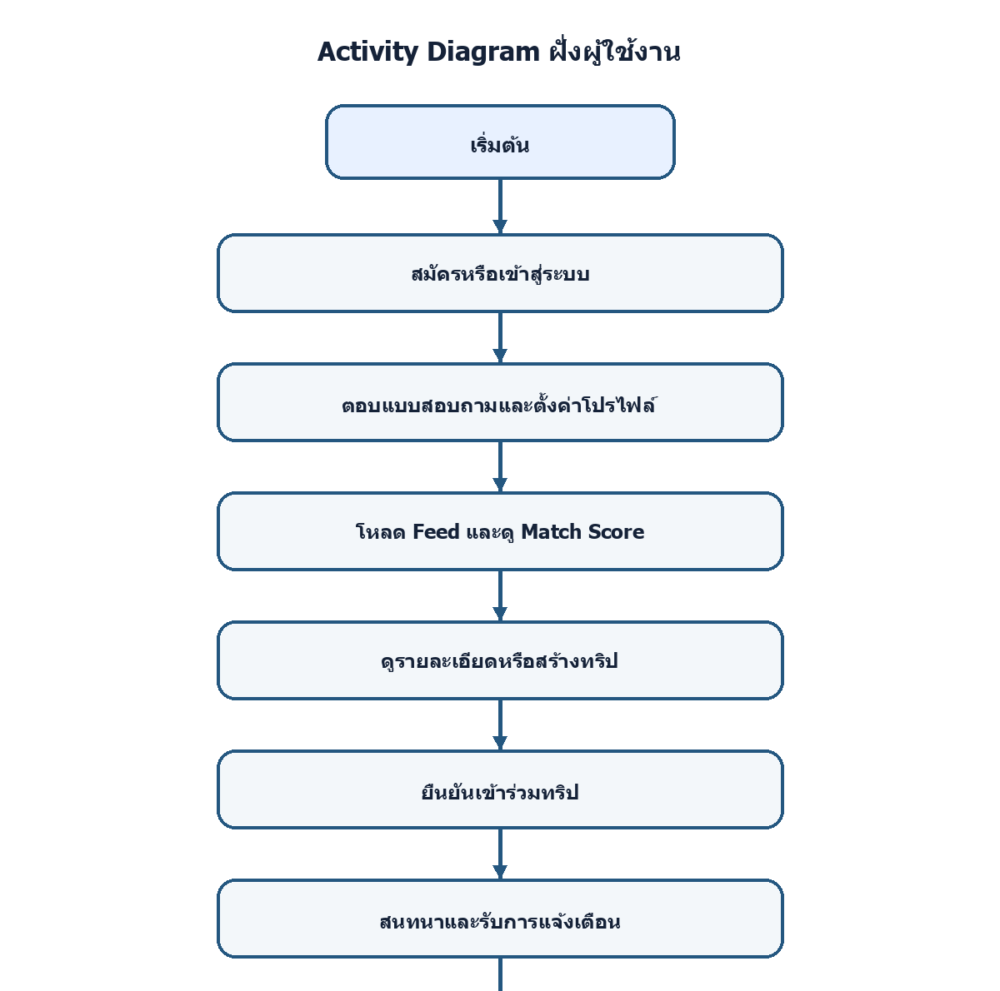 Activity Diagram ฝั่งผู้ใช้งาน
เริ่มต้น
สมัครหรือเข้าสู่ระบบ
ตอบแบบสอบถามและตั้งค่าโปรไฟล์
โหลด Feed และดู Match Score
ดูรายละเอียดหรือสร้างทริป
ยืนยันเข้าร่วมทริป
สนทนาและรับการแจ้งเตือน